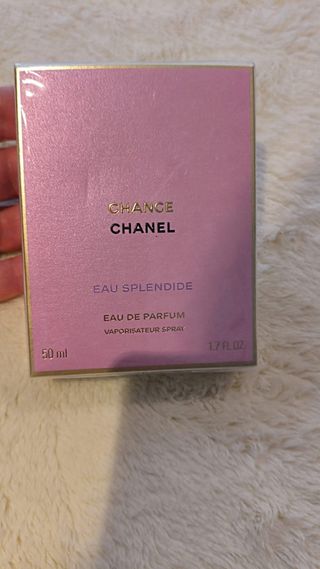 CHANCE
CHANEL
EAU SPLENDIDE
EAU DE PARFUM
VAPORISATEUR SPRAY
50 ml
1.7 FL. OZ.